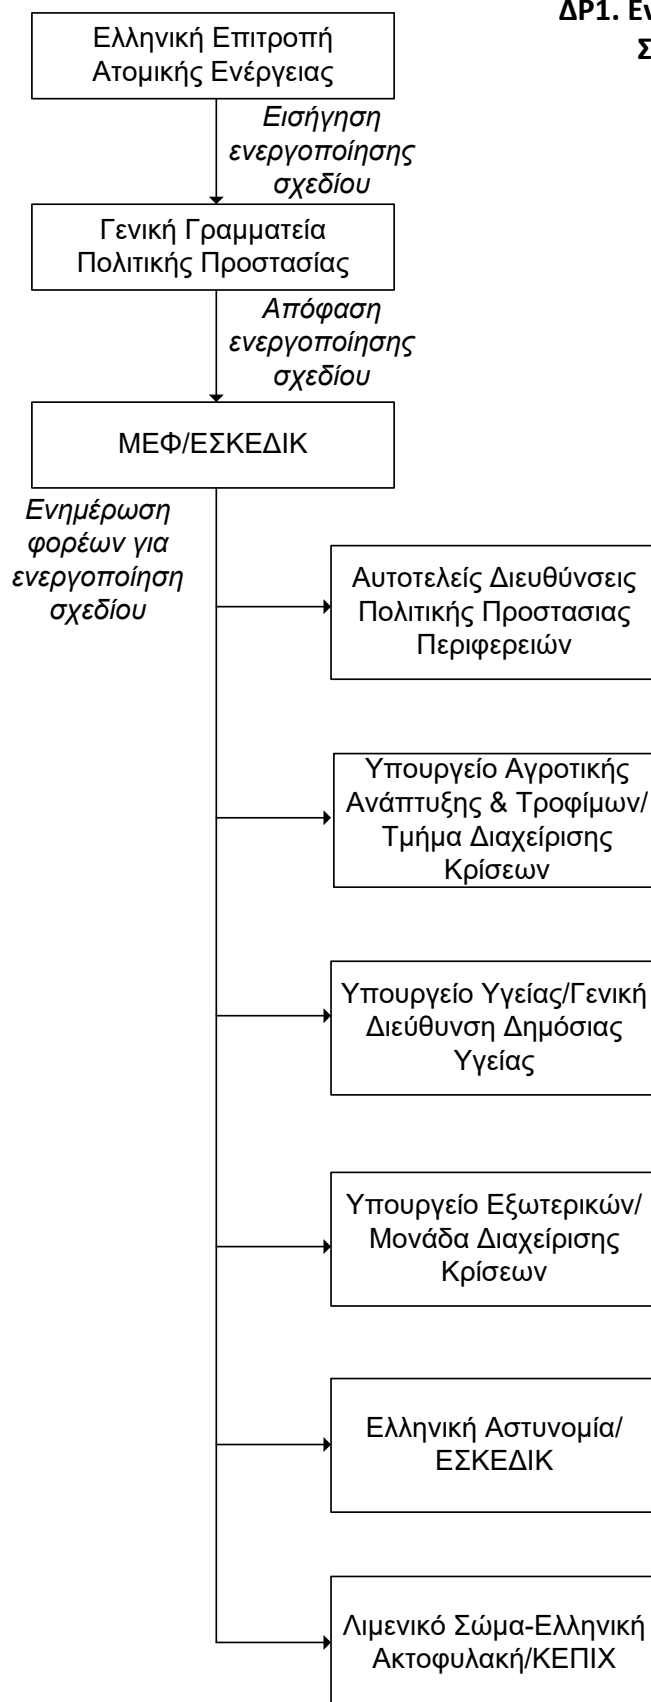 ΔΡ1. Εν
Σ
Ελληνική Επιτροπή
Ατομικής Ενέργειας
Εισήγηση
ενεργοποίησης
σχεδίου
Γενική Γραμματεία
Πολιτικής Προστασίας
Απόφαση
ενεργοποίησης
σχεδίου
ΜΕΦ/ΕΣΚΕΔΙΚ
Ενημέρωση
φορέων για
ενεργοποίηση
σχεδίου
Αυτοτελείς Διευθύνσεις
Πολιτικής Προστασιας
Περιφερειών
Υπουργείο Αγροτικής
Ανάπτυξης & Τροφίμων/
Τμήμα Διαχείρισης
Κρίσεων
Υπουργείο Υγείας/Γενική
Διεύθυνση Δημόσιας
Υγείας
Υπουργείο Εξωτερικών/
Μονάδα Διαχείρισης
Κρίσεων
Ελληνική Αστυνομία/
ΕΣΚΕΔΙΚ
Λιμενικό Σώμα-Ελληνική
Ακτοφυλακή/ΚΕΠΙΧ